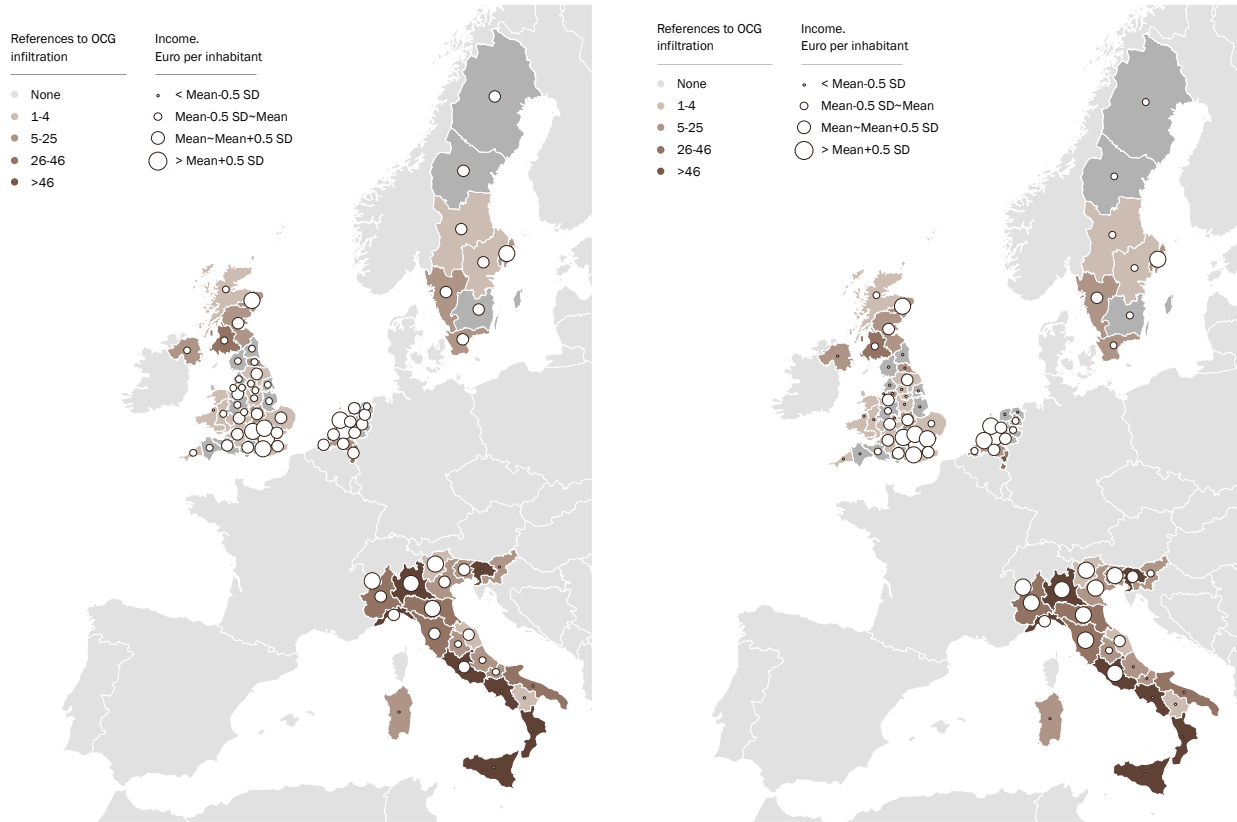 References to OCG
infiltration
None
1-4
5-25
26-46
>46
Income.
Euro per inhabitant
< Mean-0.5 SD
Mean-0.5 SD~Mean
Mean~Mean+0.5 SD
> Mean+0.5 SD
References to OCG
infiltration
None
1-4
5-25
26-46
>46
Income.
Euro per inhabitant
< Mean-0.5 SD
Mean-0.5 SD~Mean
Mean~Mean+0.5 SD
> Mean+0.5 SD